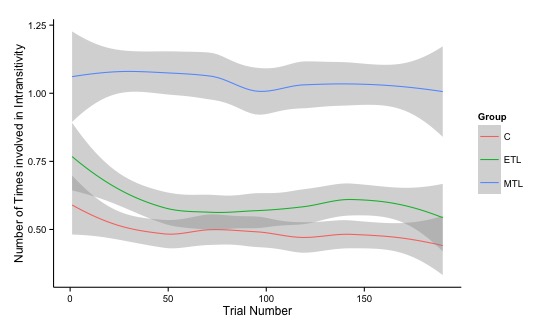 Number of Times involved in Intransitivity
1.25
1.00
0.75
0.50
0
50
100
150
Trial Number
Group
C
ETL
MTL